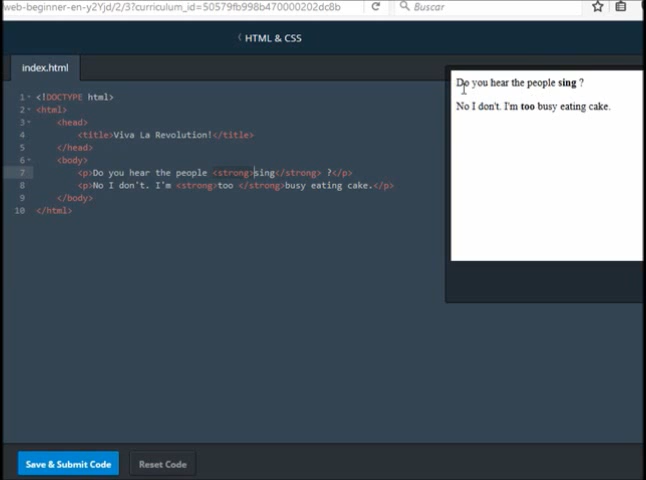 web-beginner-en-y2Yjd/2/3?curriculum_id=50579fb998b470000202dc8b
Buscar
HTML & CSS
index.html
1 <!DOCTYPE html>
2 <html>
3 <head>
4 <title>Viva La Revolution!</title>
5 </head>
6 <body>
7 <p>Do you hear the people <strong>sing</strong> ?</p>
8 <p>No I don't. I'm <strong>too </strong>busy eating cake.</p>
9 </body>
10 </html>
Do you hear the people sing ?
No I don't. I'm too busy eating cake.
Save & Submit Code
Reset Code